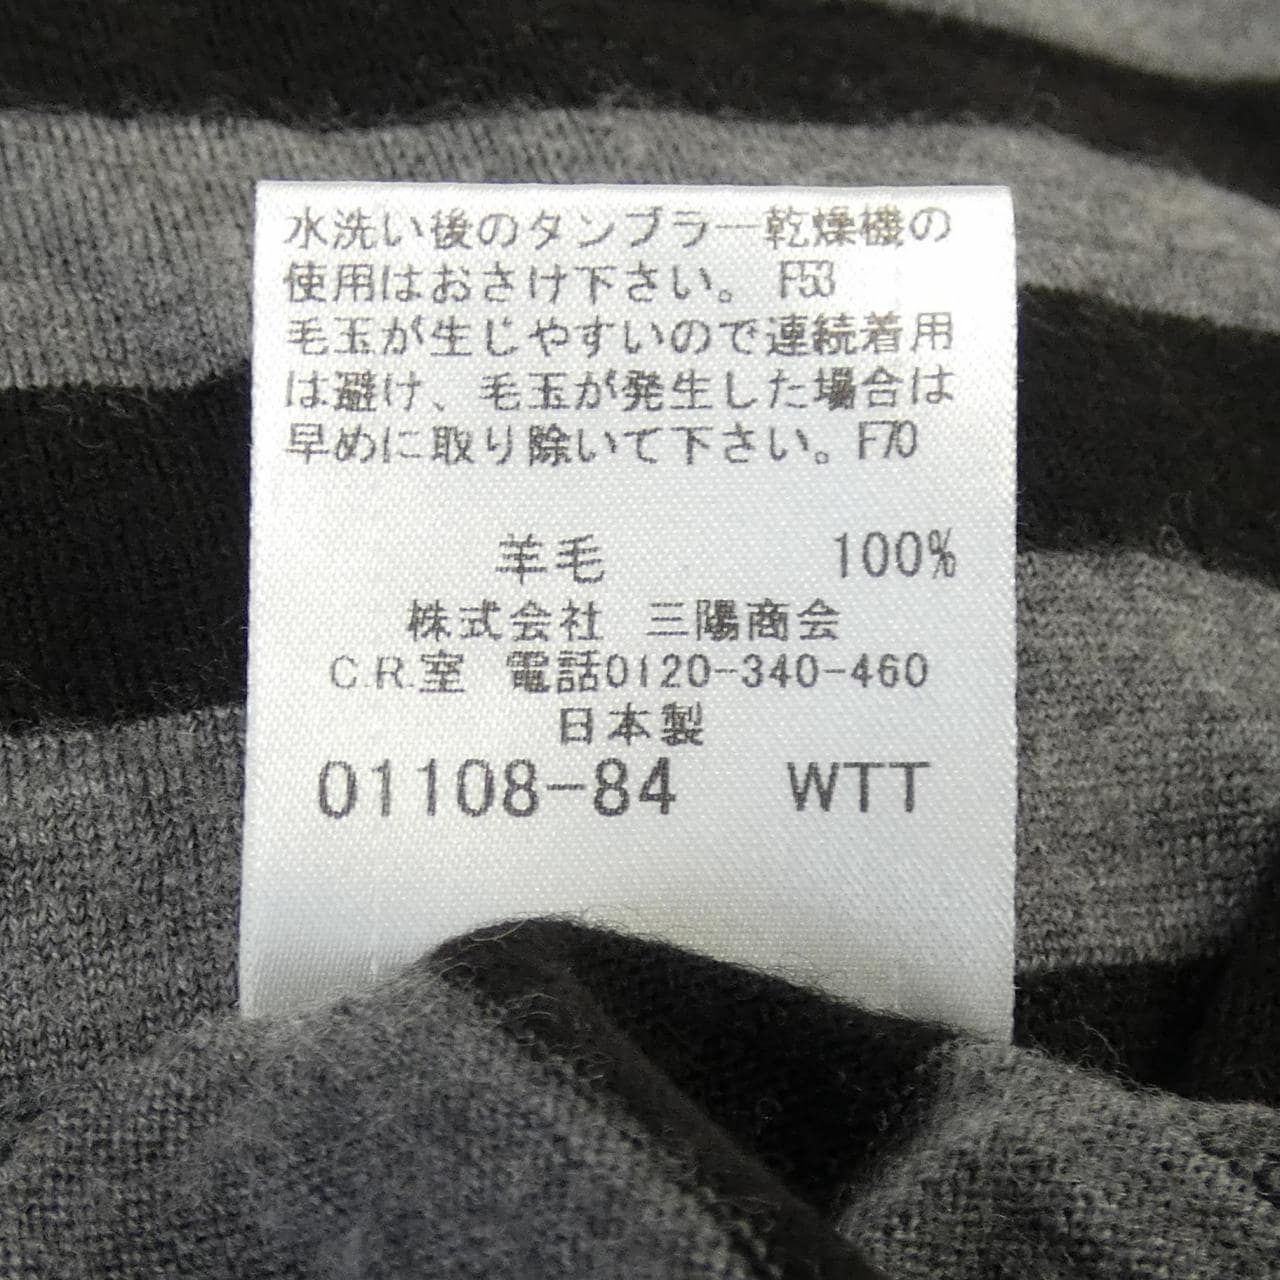 水洗い後のタンブラー乾燥機の
使用はおさけ下さい。 F53
毛玉が生じやすいので連続着用
は避け、毛玉が発生した場合は
早めに取り除いて下さい。F70
羊毛 100%
株式会社 三陽商会
C.R.室 電話0120-340-460
日本製
01108-84 WTT